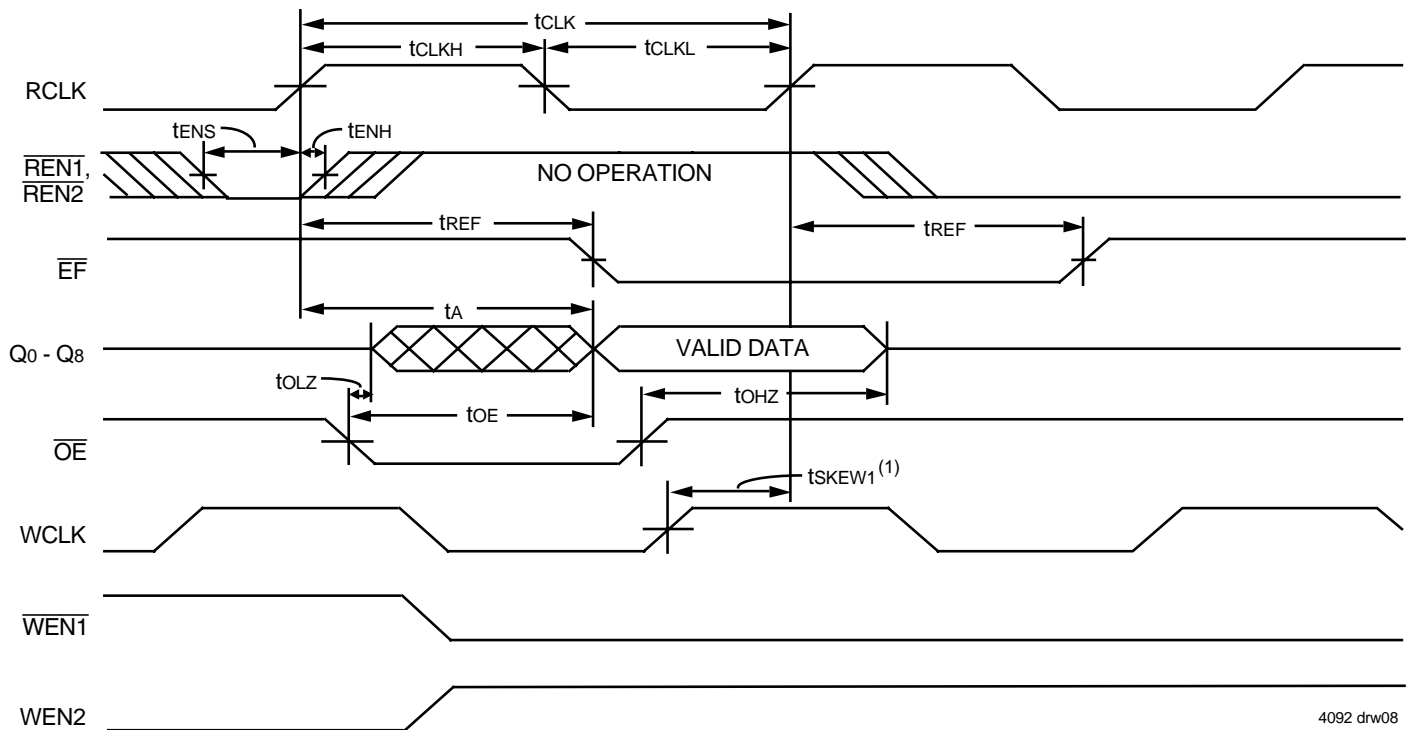 tCLK
tCLKH
tCLKL
RCLK
tENS
tENH
REN1,
REN2
NO OPERATION
tREF
tREF
EF
tA
Q0 - Q8
VALID DATA
tOLZ
tOE
tOHZ
OE
tSKEW1(1)
WCLK
WEN1
WEN2
4092 drw08